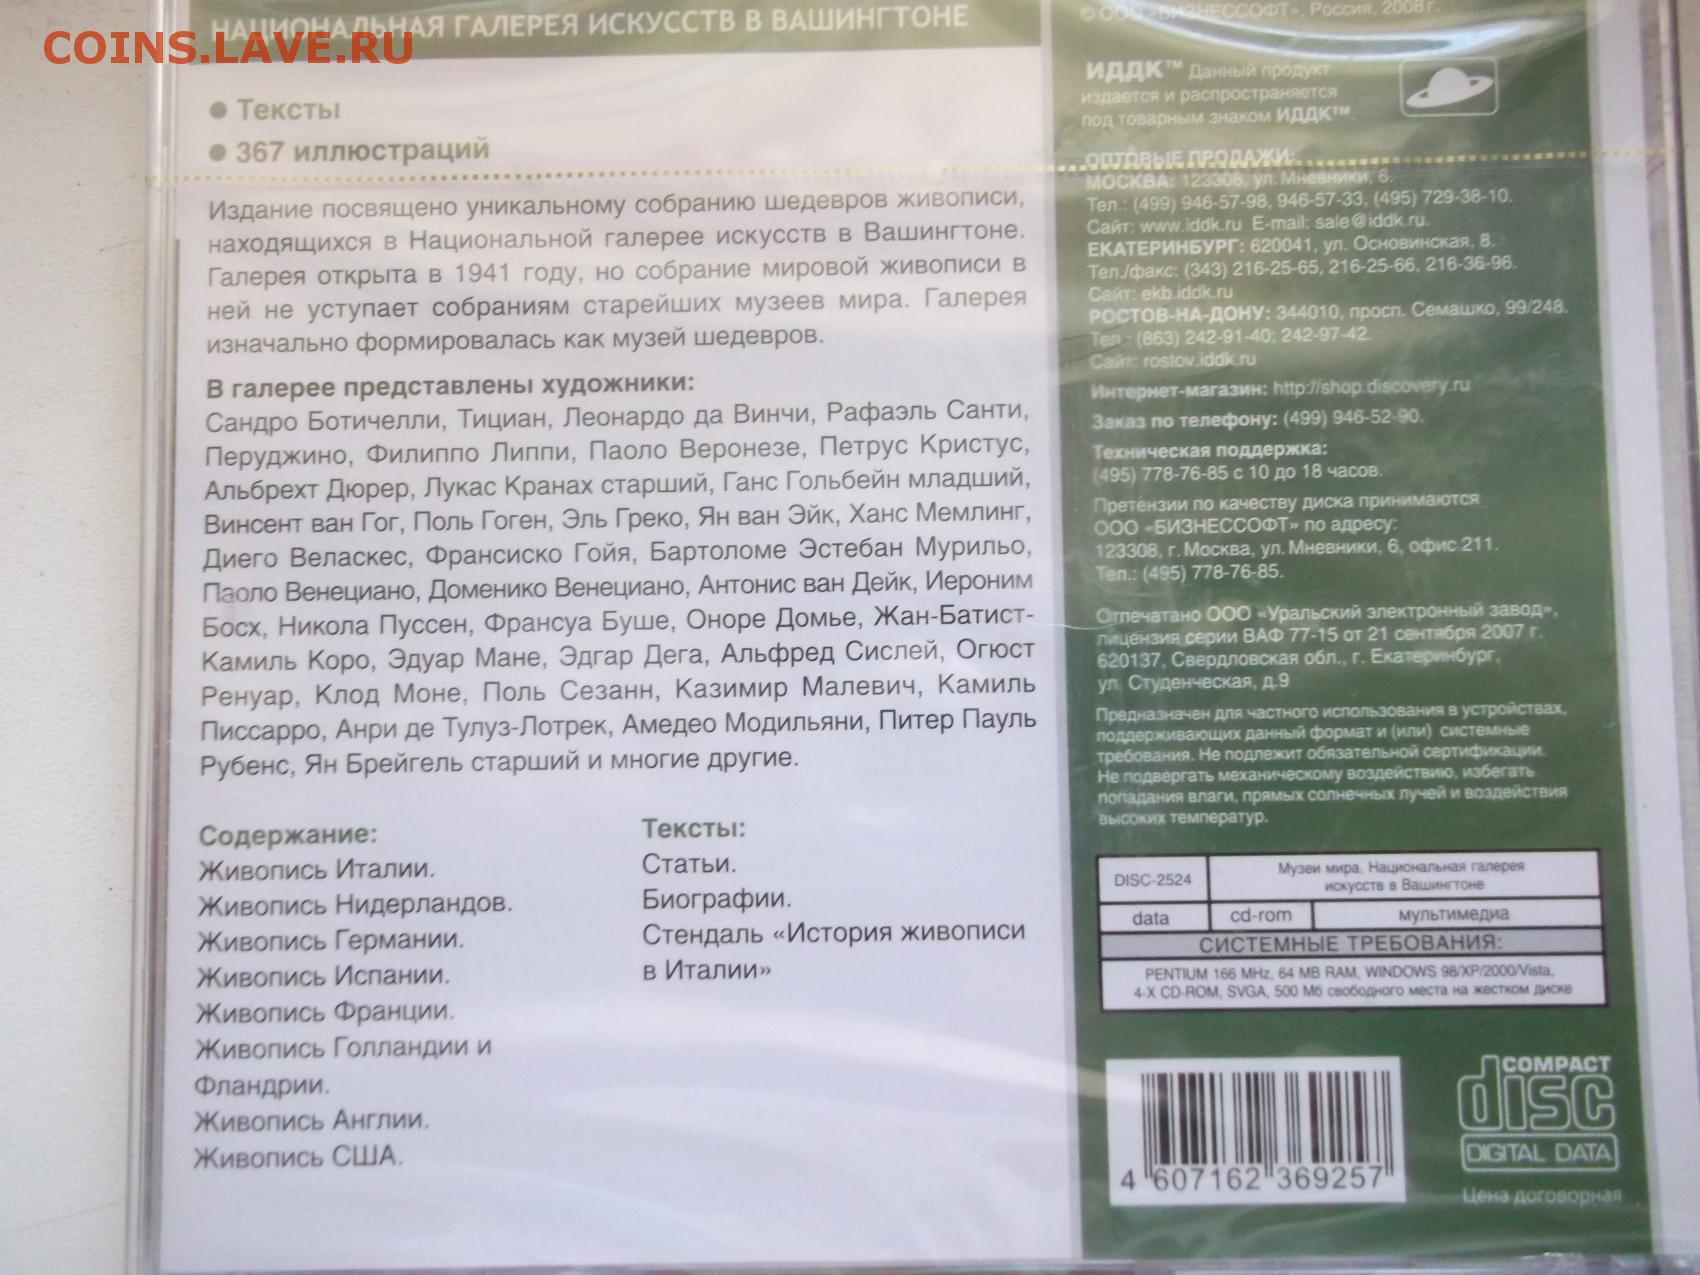 COINS.LAVE.RU
НАЦИОНАЛЬНАЯ ГАЛЕРЕЯ ИСКУССТВ В ВАШИНГТОНЕ
● Тексты
● 367 иллюстраций
Издание посвящено уникальному собранию шедевров живописи,
находящихся в Национальной галерее искусств в Вашингтоне.
Галерея открыта в 1941 году, но собрание мировой живописи в
ней не уступает собраниям старейших музеев мира. Галерея
изначально формировалась как музей шедевров.
В галерее представлены художники:
Сандро Ботичелли, Тициан, Леонардо да Винчи, Рафаэль Санти,
Перуджино, Филиппо Липпи, Паоло Веронезе, Петрус Кристус,
Альбрехт Дюрер, Лукас Кранах старший, Ганс Гольбейн младший,
Винсент ван Гог, Поль Гоген, Эль Греко, Ян ван Эйк, Ханс Мемлинг,
Диего Веласкес, Франсиско Гойя, Бартоломе Эстебан Мурильо,
Паоло Венециано, Доменико Венециано, Антонис ван Дейк, Иероним
Босх, Никола Пуссен, Франсуа Буше, Оноре Домье, Жан-Батист-
Камиль Коро, Эдуар Мане, Эдгар Дега, Альфред Сислей, Огюст
Ренуар, Клод Моне, Поль Сезанн, Казимир Малевич, Камиль
Писсарро, Анри де Тулуз-Лотрек, Амедео Модильяни, Питер Пауль
Рубенс, Ян Брейгель старший и многие другие.
Содержание:
Живопись Италии.
Живопись Нидерландов.
Живопись Германии.
Живопись Испании.
Живопись Франции.
Живопись Голландии и
Фландрии.
Живопись Англии.
Живопись США.
Тексты:
Статьи.
Биографии.
Стендаль «История живописи
в Италии»
© ООО «БИЗНЕССОФТ», Россия, 2008 г.
ИДДК™ Данный продукт
издается и распространяется
под товарным знаком ИДДК™.
ОПТОВЫЕ ПРОДАЖИ:
МОСКВА: 123308, ул. Мневники, 6.
Тел.: (499) 946-57-98, 946-57-33, (495) 729-38-10.
Сайт: www.iddk.ru E-mail: sale@iddk.ru.
ЕКАТЕРИНБУРГ: 620041, ул. Основинская, 8.
Тел./факс: (343) 216-25-65, 216-25-66, 216-36-96.
Сайт: ekb.iddk.ru
РОСТОВ-НА-ДОНУ: 344010, просп. Семашко, 99/248.
Тел.: (863) 242-91-40; 242-97-42.
Сайт: rostov.iddk.ru
Интернет-магазин: http://shop.discovery.ru
Заказ по телефону: (499) 946-52-90.
Техническая поддержка:
(495) 778-76-85 с 10 до 18 часов.
Претензии по качеству диска принимаются
ООО «БИЗНЕССОФТ» по адресу:
123308, г. Москва, ул. Мневники, 6, офис 211.
Тел.: (495) 778-76-85.
Отпечатано ООО «Уральский электронный завод»,
лицензия серии ВАФ 77-15 от 21 сентября 2007 г.
620137, Свердловская обл., г. Екатеринбург,
ул. Студенческая, д.9
Предназначен для частного использования в устройствах,
поддерживающих данный формат и (или) системные
требования. Не подлежит обязательной сертификации.
Не подвергать механическому воздействию, избегать
попадания влаги, прямых солнечных лучей и воздействия
высоких температур.
DISC-2524 Музеи мира. Национальная галерея
искусств в Вашингтоне
data cd-rom мультимедиа
СИСТЕМНЫЕ ТРЕБОВАНИЯ:
PENTIUM 166 MHz, 64 MB RAM, WINDOWS 98/XP/2000/Vista,
4-X CD-ROM, SVGA, 500 Мб свободного места на жестком диске
4 607162 369257
COMPACT
disc
DIGITAL DATA
Цена договорная